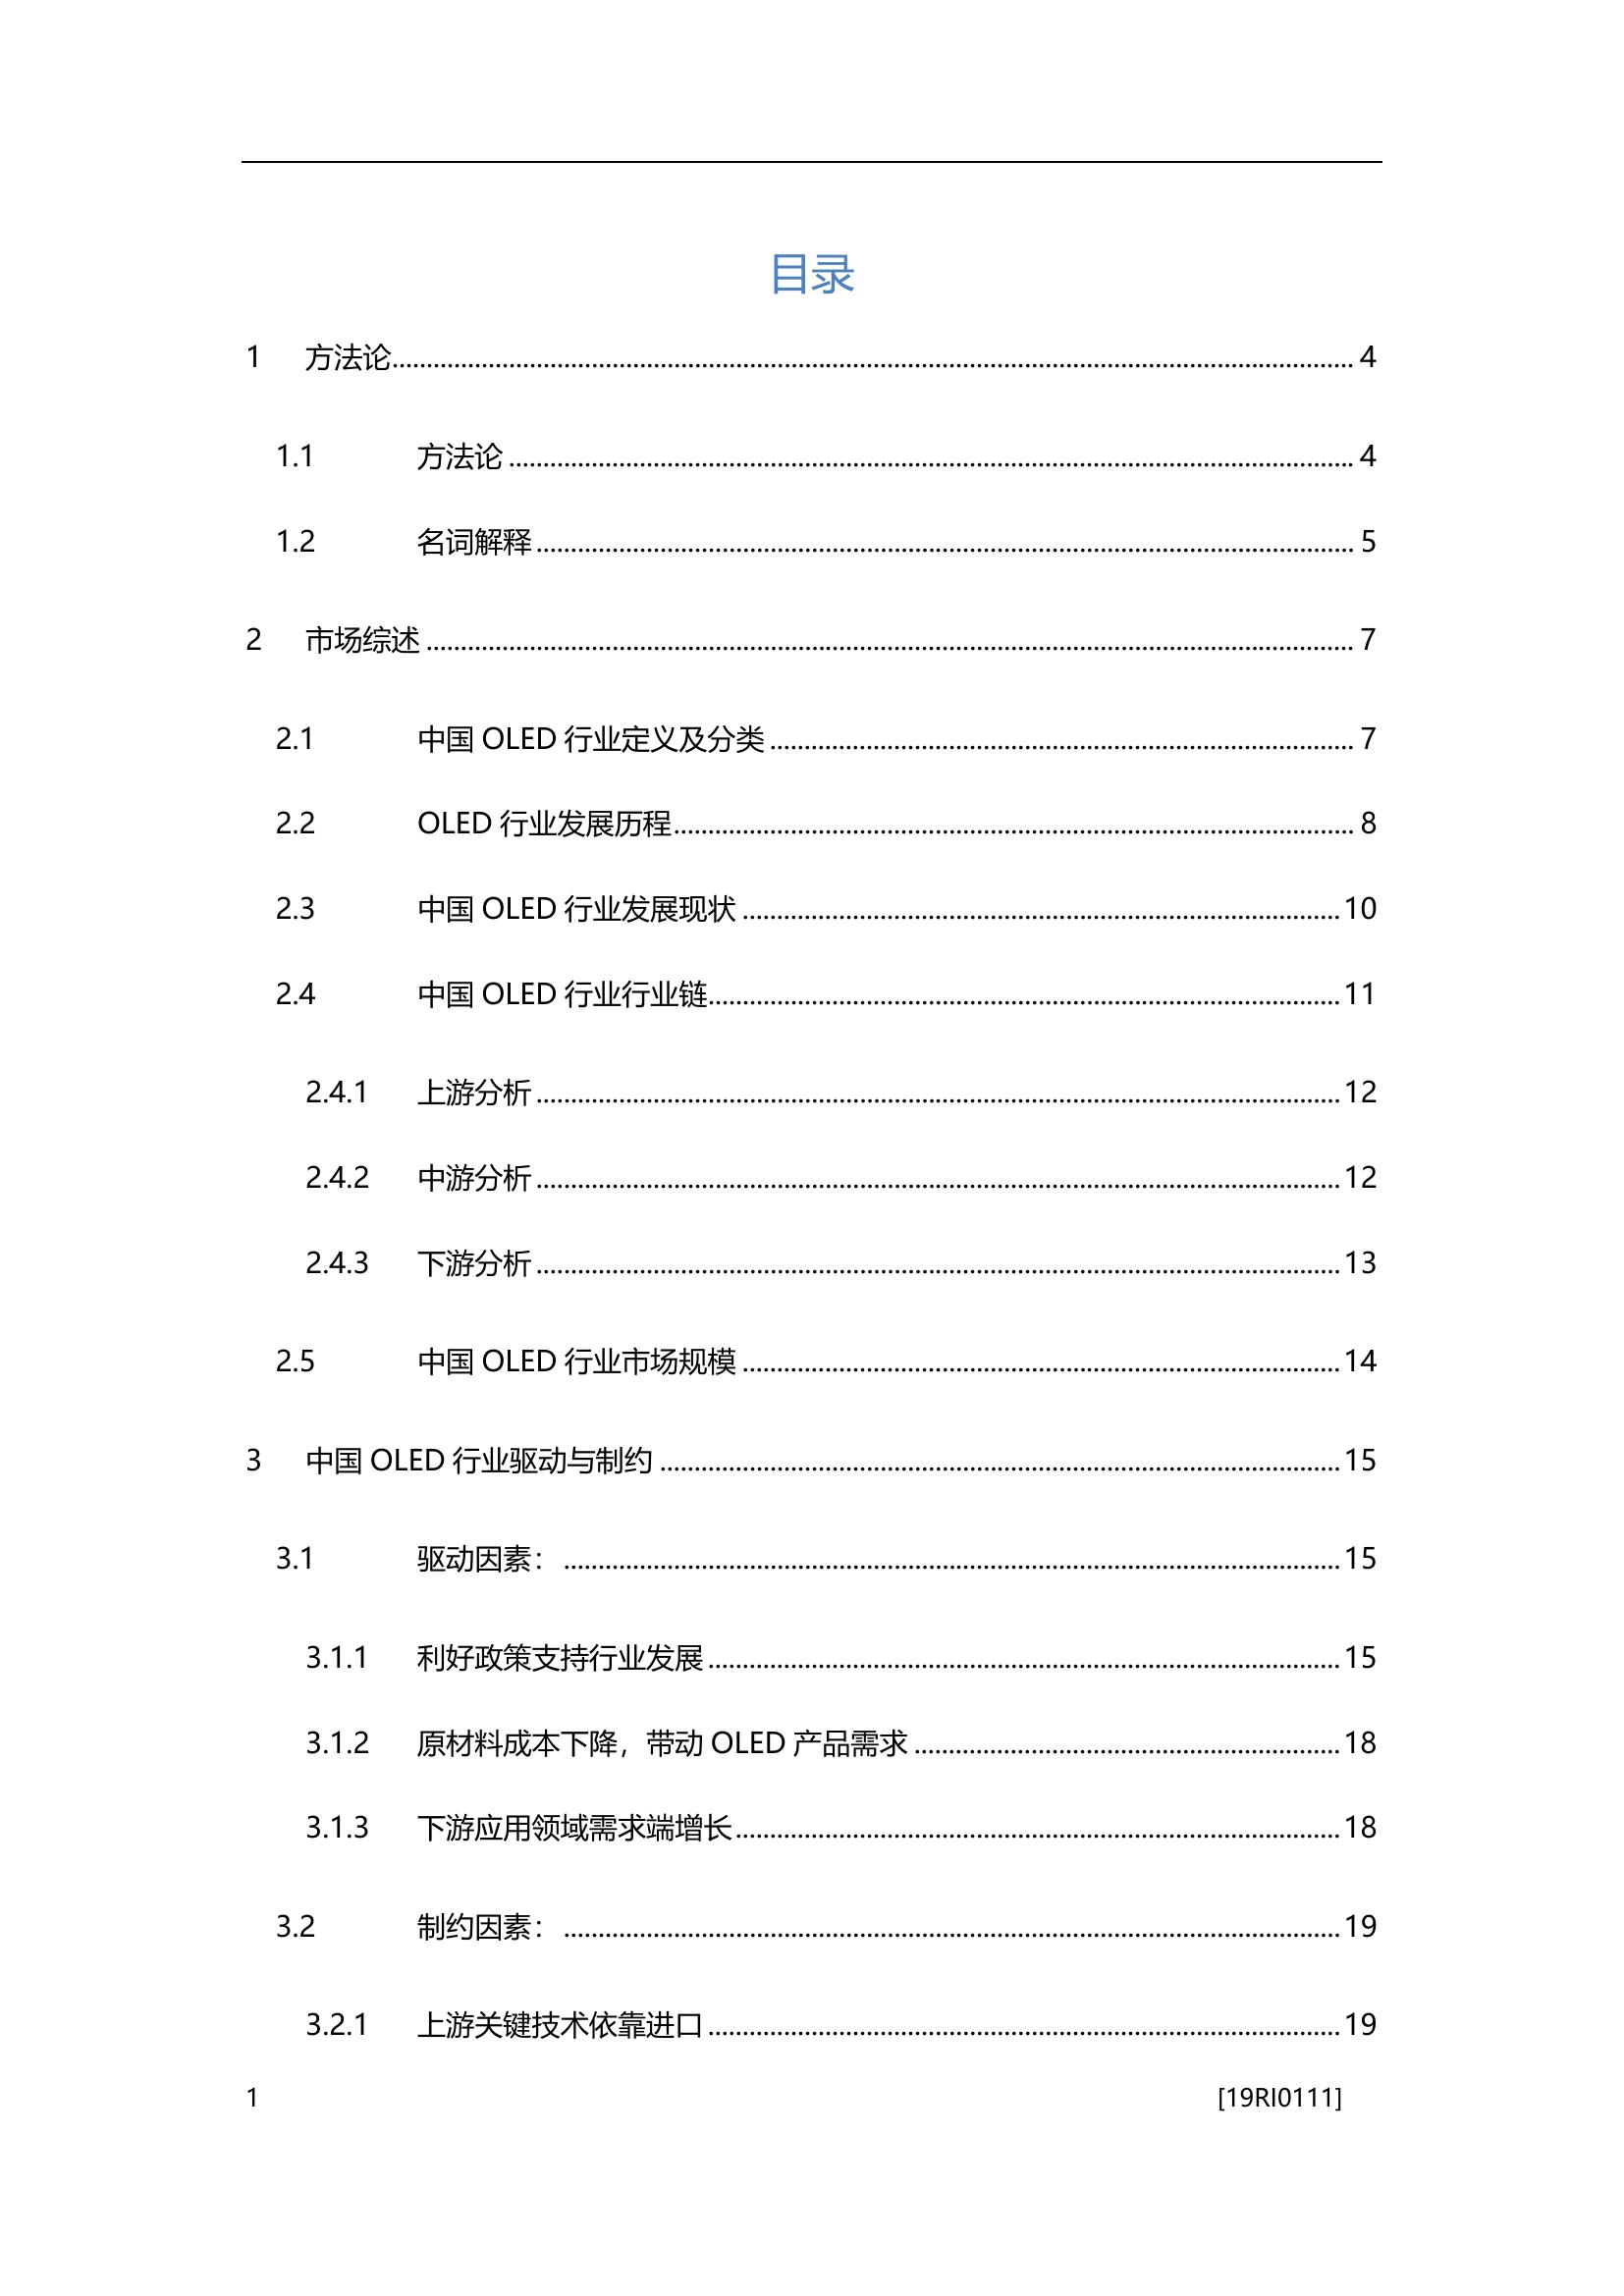 目录
1 方法论 4
1.1 方法论 4
1.2 名词解释 5
2 市场综述 7
2.1 中国 OLED 行业定义及分类 7
2.2 OLED 行业发展历程 8
2.3 中国 OLED 行业发展现状 10
2.4 中国 OLED 行业行业链 11
2.4.1 上游分析 12
2.4.2 中游分析 12
2.4.3 下游分析 13
2.5 中国 OLED 行业市场规模 14
3 中国 OLED 行业驱动与制约 15
3.1 驱动因素： 15
3.1.1 利好政策支持行业发展 15
3.1.2 原材料成本下降，带动 OLED 产品需求 18
3.1.3 下游应用领域需求端增长 18
3.2 制约因素： 19
3.2.1 上游关键技术依靠进口 19
1 [19RI0111]